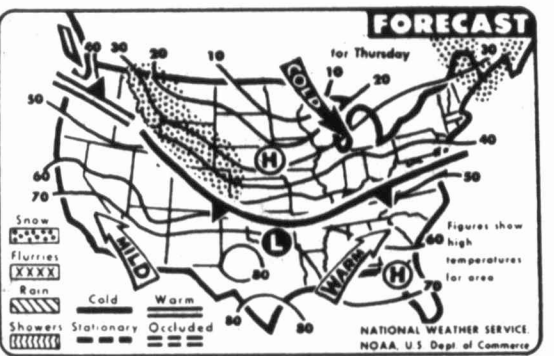 FORECAST
for Thursday
40 30 20 10
10 20
30
50
COLD
H
40
50
60
70
L
MILD
WARM
H
80
60
70
80 80
Figures show
high
temperatures
for area
Snow
Flurries
Rain
Showers
Cold Warm
Stationary Occluded
NATIONAL WEATHER SERVICE,
NOAA, U.S. Dept. of Commerce